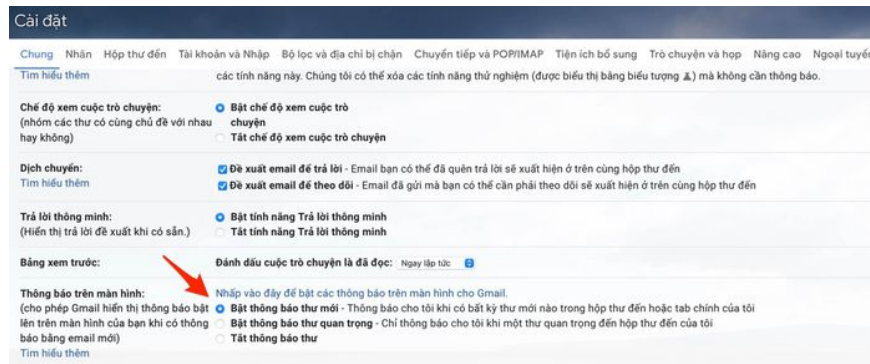 Cài đặt
Chung Nhãn Hộp thư đến Tài khoản và Nhập Bộ lọc và địa chỉ bị chặn Chuyển tiếp và POP/IMAP Tiện ích bổ sung Trò chuyện và họp Nâng cao Ngoại tuyến
Tìm hiểu thêm các tính năng này. Chúng tôi có thể xóa các tính năng thử nghiệm (được biểu thị bằng biểu tượng ) mà không cần thông báo.
Chế độ xem cuộc trò chuyện: Bật chế độ xem cuộc trò
(nhóm các thư có cùng chủ đề với nhau chuyện
hay không) Tắt chế độ xem cuộc trò chuyện
Dịch chuyển: Đề xuất email để trả lời - Email bạn có thể đã quên trả lời sẽ xuất hiện ở trên cùng hộp thư đến
Tìm hiểu thêm Đề xuất email để theo dõi - Email đã gửi mà bạn có thể cần phải theo dõi sẽ xuất hiện ở trên cùng hộp thư đến
Trả lời thông minh: Bật tính năng Trả lời thông minh
(Hiển thị trả lời đề xuất khi có sẵn.) Tắt tính năng Trả lời thông minh
Bảng xem trước: Đánh dấu cuộc trò chuyện là đã đọc: Ngay lập tức
Thông báo trên màn hình: Nhấp vào đây để bật các thông báo trên màn hình cho Gmail.
(cho phép Gmail hiển thị thông báo bật Bật thông báo thư mới - Thông báo cho tôi khi có bất kỳ thư mới nào trong hộp thư đến hoặc tab chính của tôi
lên trên màn hình của bạn khi có thông Bật thông báo thư quan trọng - Chỉ thông báo cho tôi khi một thư quan trọng đến hộp thư đến của tôi
báo bằng email mới) Tắt thông báo thư
Tìm hiểu thêm